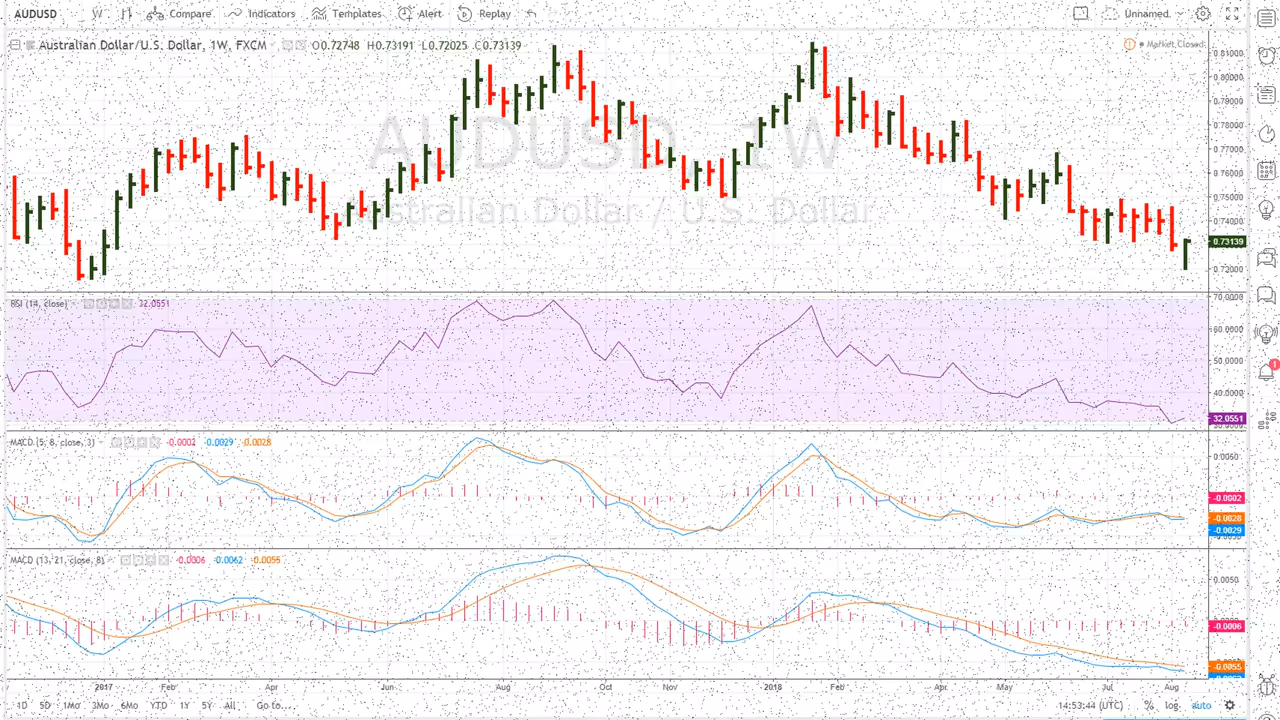 AUDUSD W Compare Indicators Templates Alert Replay Unnamed
Australian Dollar/U.S. Dollar, 1W, FXCM O0.72748 H0.73191 L0.72025 C0.73139 Market Closed
AUDUSD, 1W
Australian Dollar / U.S. Dollar
0.81000
0.80000
0.79000
0.78000
0.77000
0.76000
0.75000
0.74000
0.73139
0.72000
RSI (14, close) 32.0551
70.0000
60.0000
50.0000
40.0000
32.0551
MACD (5, 8, close, 3) -0.0002 -0.0029 -0.0028
0.0050
-0.0002
-0.0028
-0.0029
MACD (13, 21, close, 8) -0.0006 -0.0062 -0.0055
0.0050
-0.0006
-0.0055
2017 Feb Apr Jun Aug Oct Nov 2018 Feb Apr May Jul Aug
1D 5D 1Mo 3Mo 6Mo YTD 1Y 5Y All Go to... 14:53:44 (UTC) % log auto
1